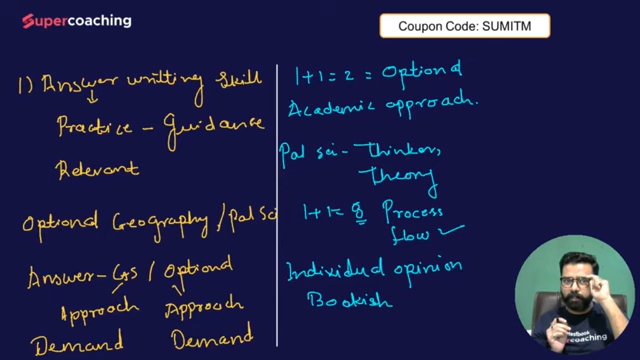 Supercoaching
Coupon Code: SUMITM
1) Answer writing Skill
Practice - Guidance
Relevant
Optional Geography / Pol Sci
Answer - GS / Optional
Approach Approach
Demand Demand
1+1=2 = Optional
Academic approach.
Pol sci - Thinker,
Theory
1+1= 8 Process
flow
Individual opinion
Bookish